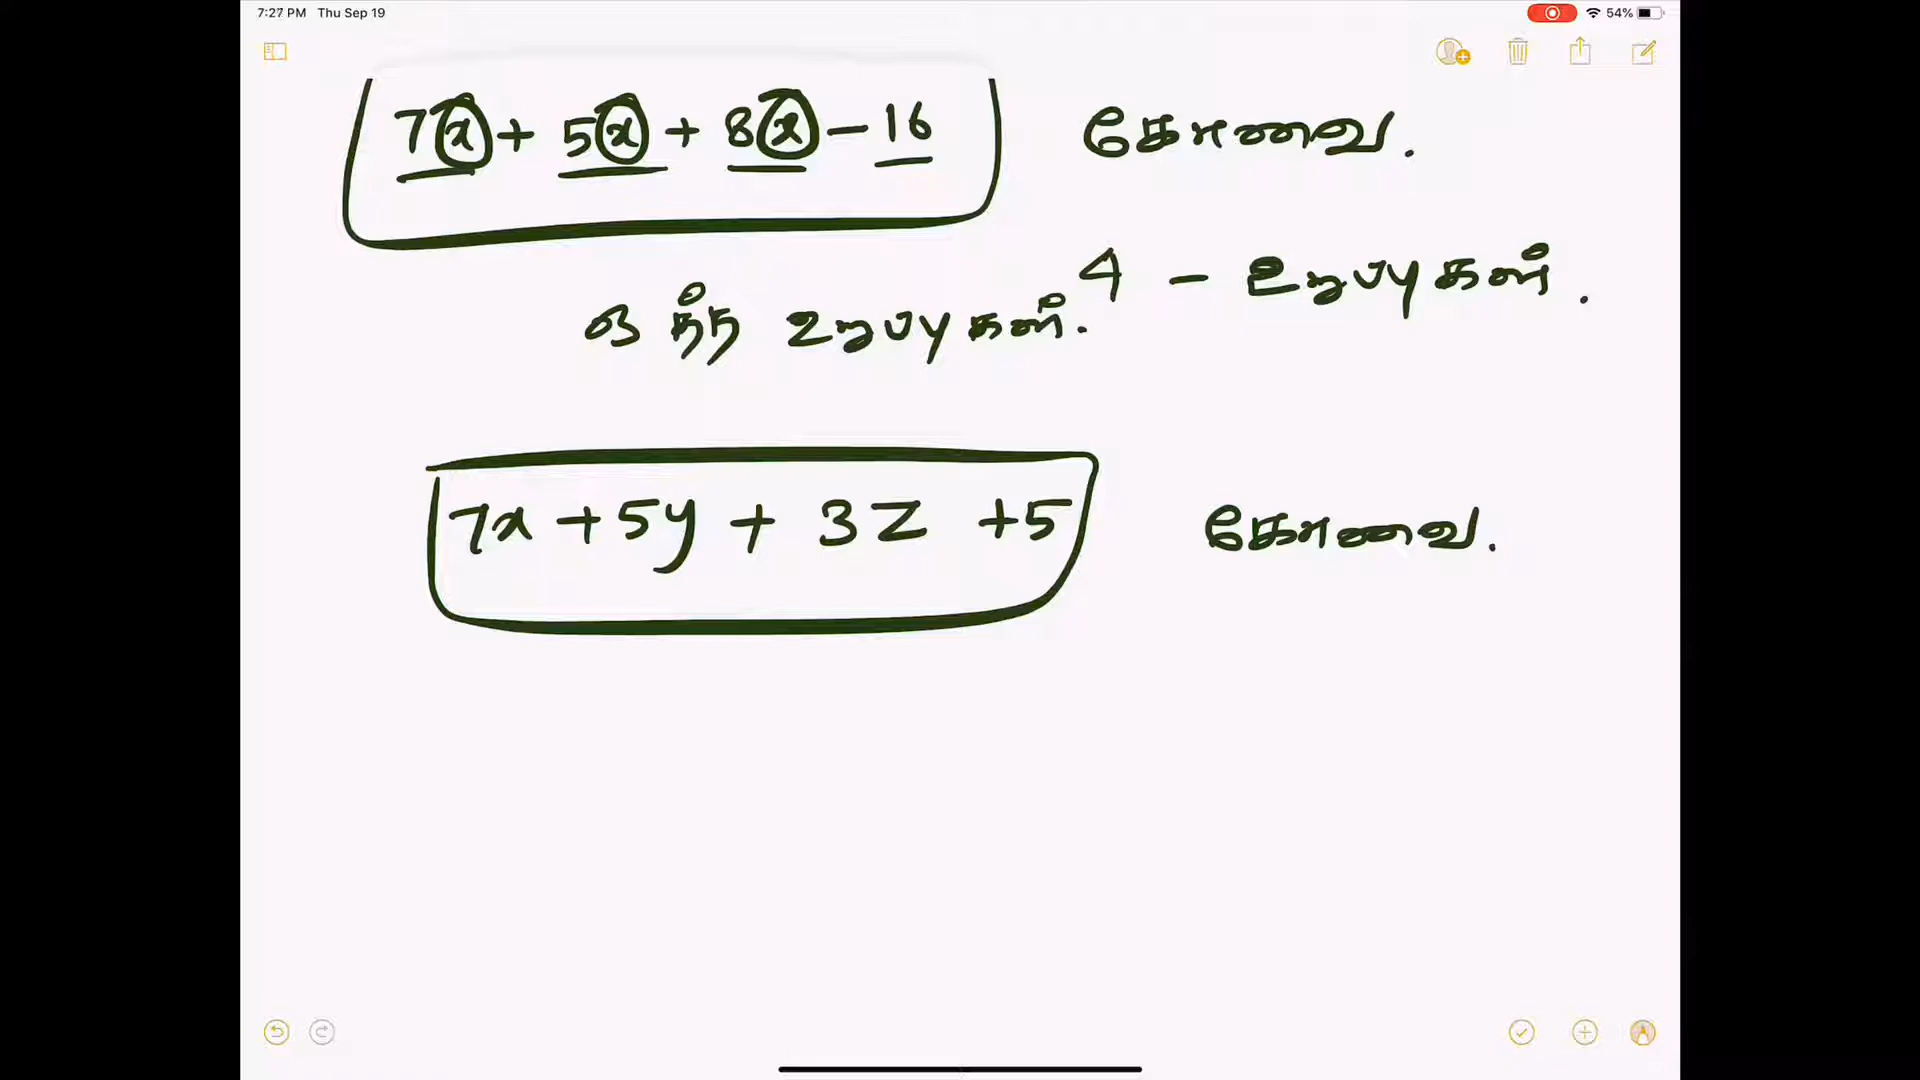 7:27 PM Thu Sep 19
54%
7x + 5x + 8x - 16 கோவை.
4 - உறுப்புகள்.
ஒத்த உறுப்புகள்.
7x + 5y + 3z + 5 கோவை.